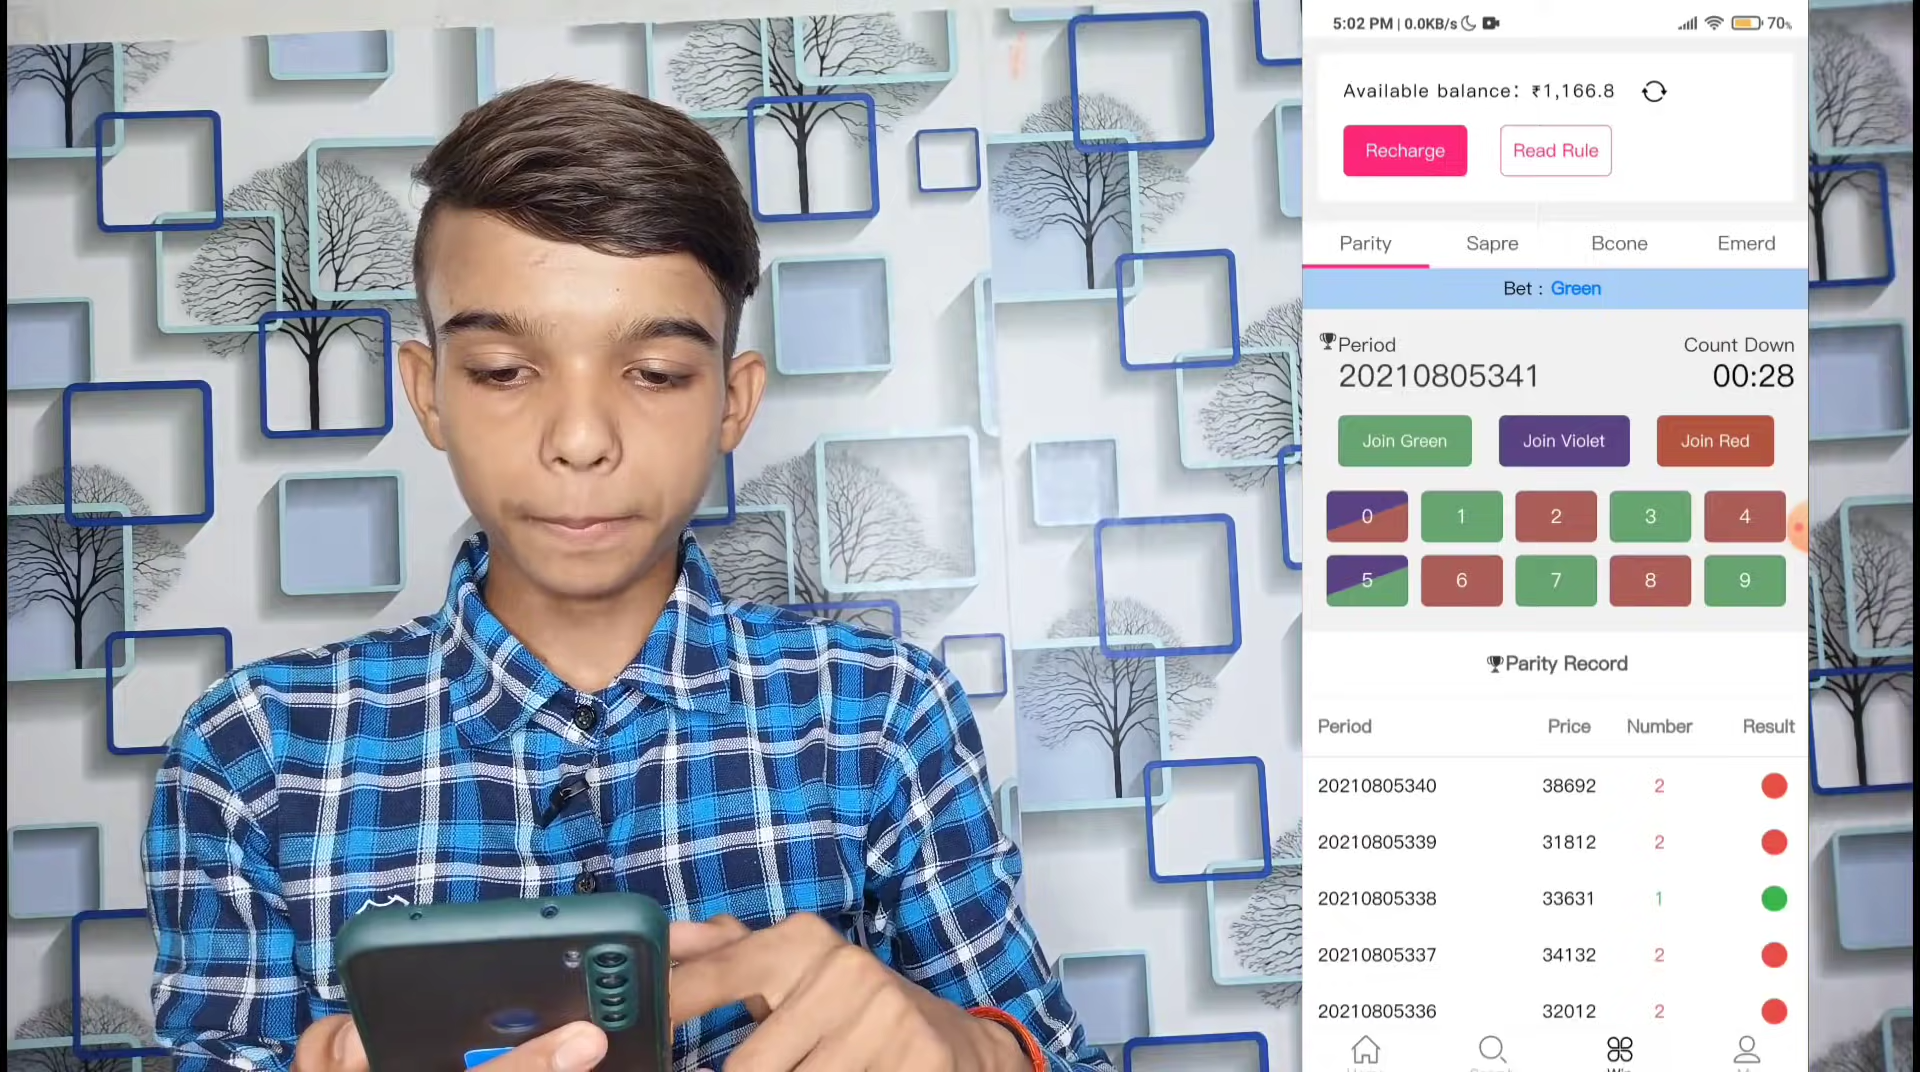 5:02 PM | 0.0KB/s 70%
Available balance: ₹1,166.8
Recharge Read Rule
Parity Sapre Bcone Emerd
Bet : Green
Period Count Down
20210805341 00:28
Join Green Join Violet Join Red
0 1 2 3 4
5 6 7 8 9
Parity Record
Period Price Number Result
20210805340 38692 2
20210805339 31812 2
20210805338 33631 1
20210805337 34132 2
20210805336 32012 2